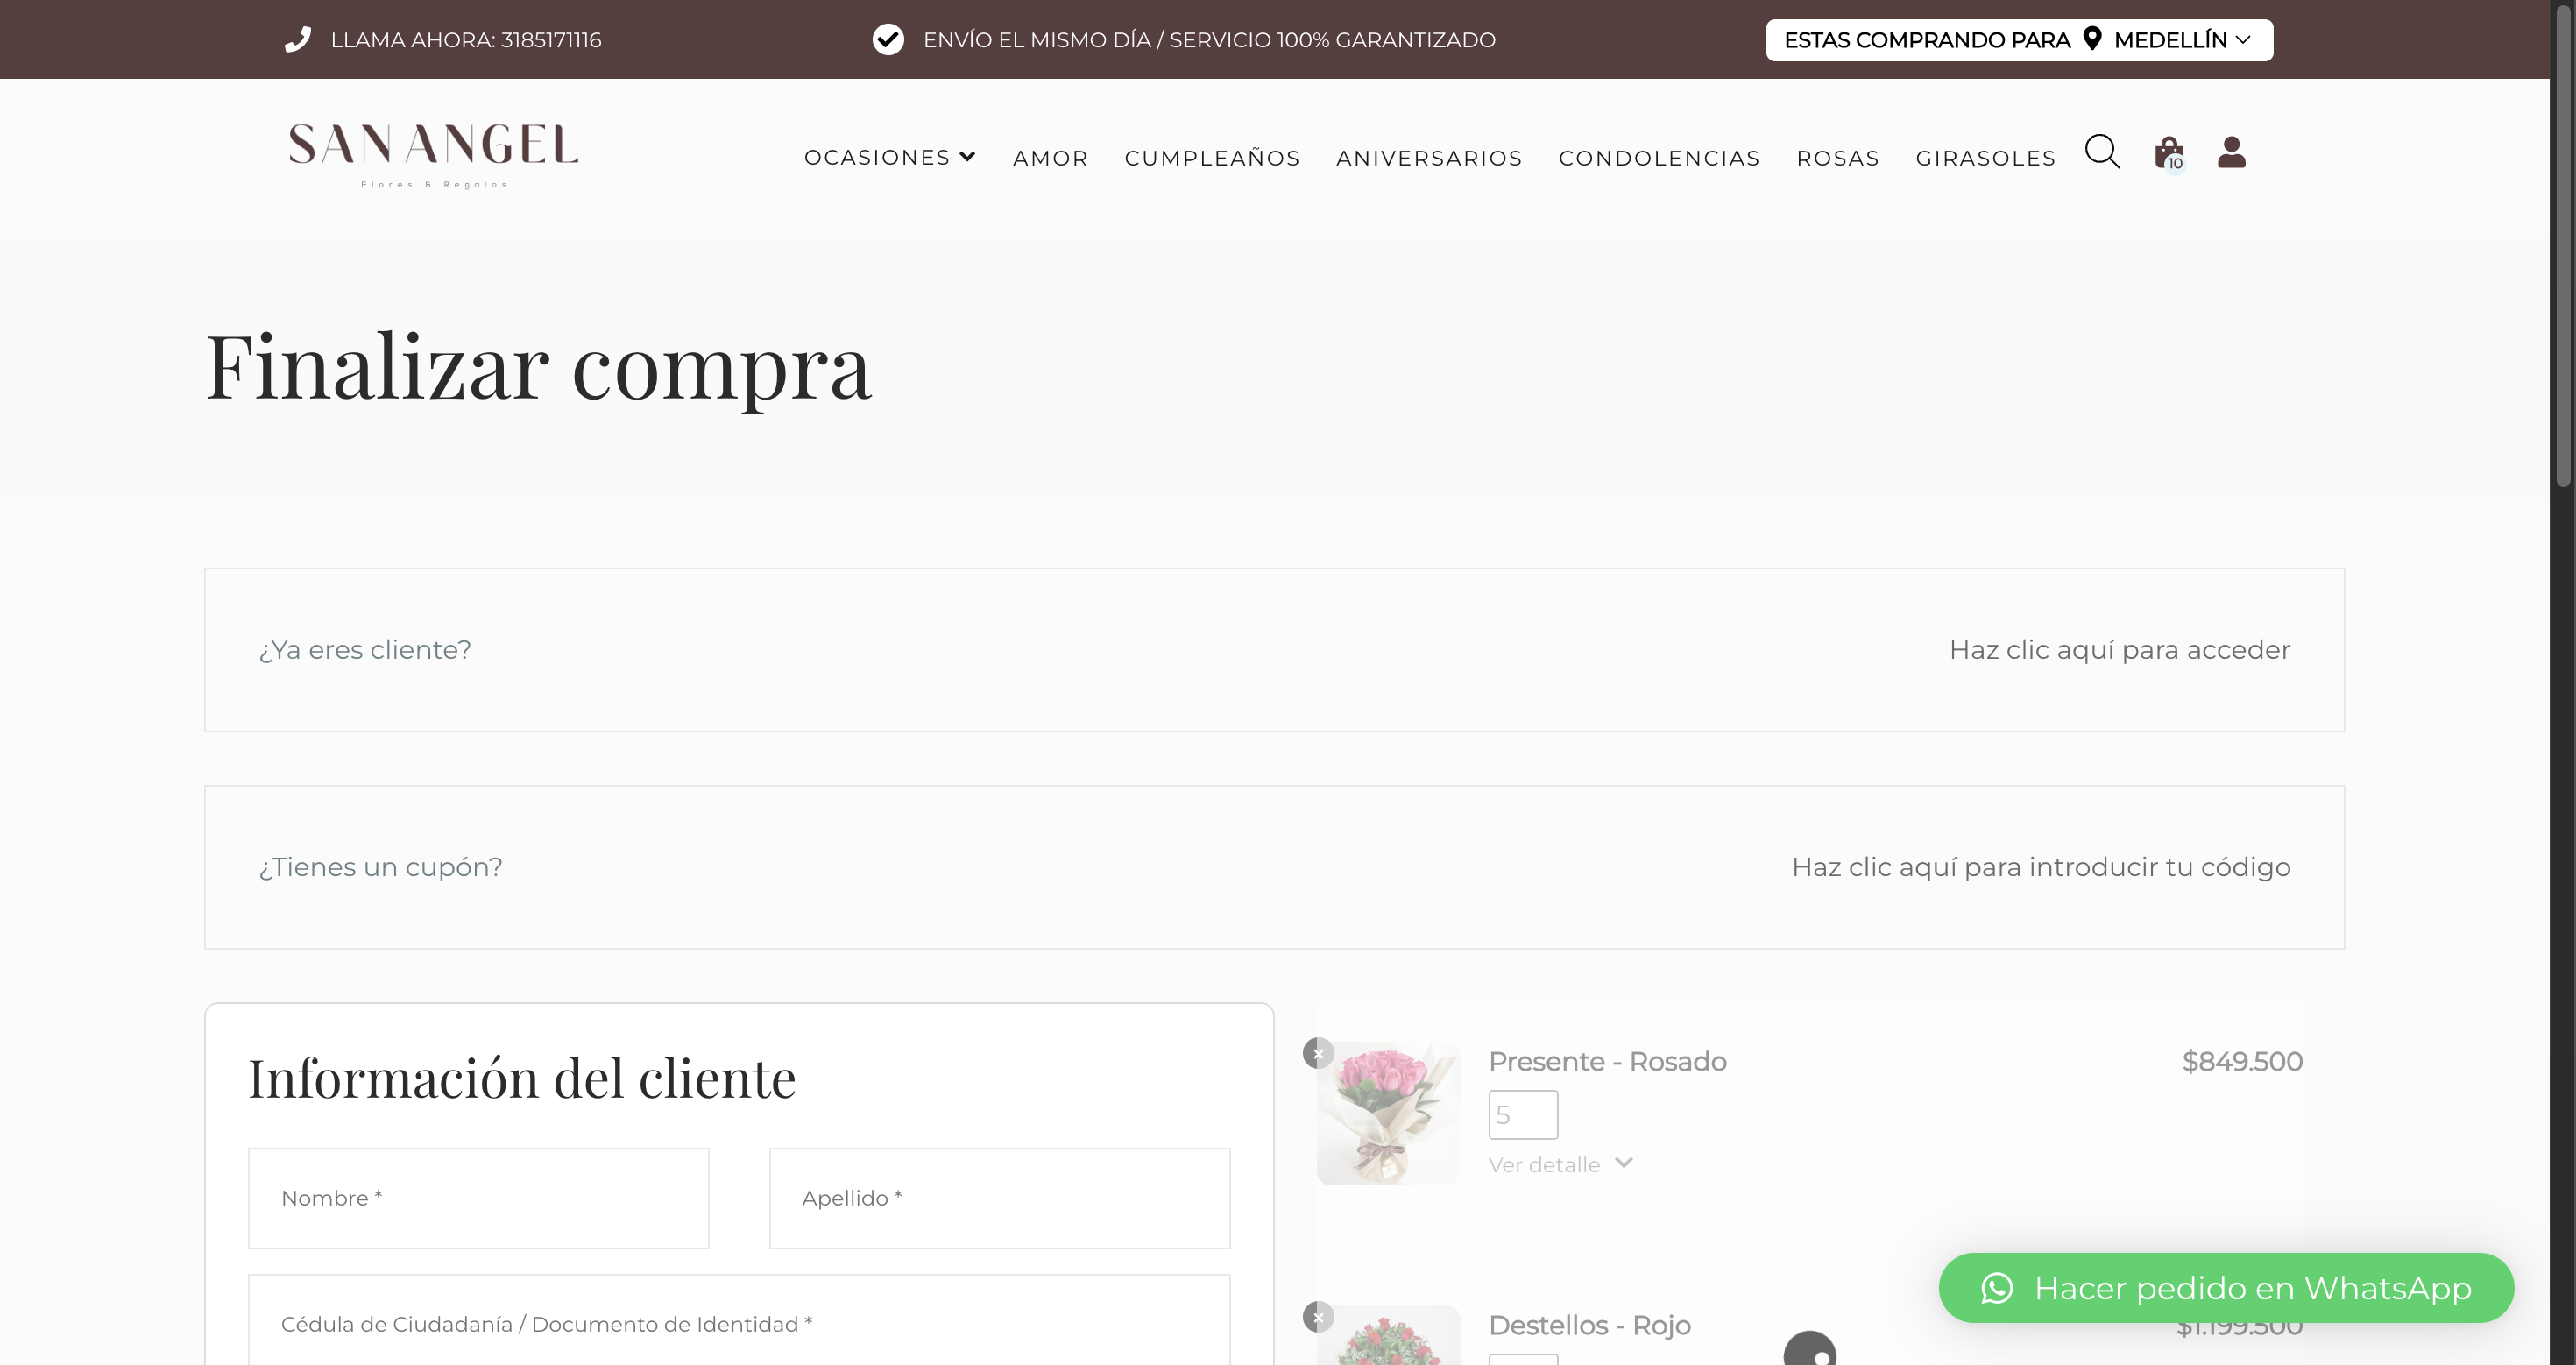 LLAMA AHORA: 3185171116
ENVÍO EL MISMO DÍA / SERVICIO 100% GARANTIZADO
ESTAS COMPRANDO PARA MEDELLÍN
SAN ANGEL
Flores & Regalos
OCASIONES AMOR CUMPLEAÑOS ANIVERSARIOS CONDOLENCIAS ROSAS GIRASOLES
10
Finalizar compra
¿Ya eres cliente? Haz clic aquí para acceder
¿Tienes un cupón? Haz clic aquí para introducir tu código
Información del cliente
Nombre *
Apellido *
Cédula de Ciudadanía / Documento de Identidad *
Presente - Rosado $849.500
5
Ver detalle
Destellos - Rojo $1.199.500
Hacer pedido en WhatsApp